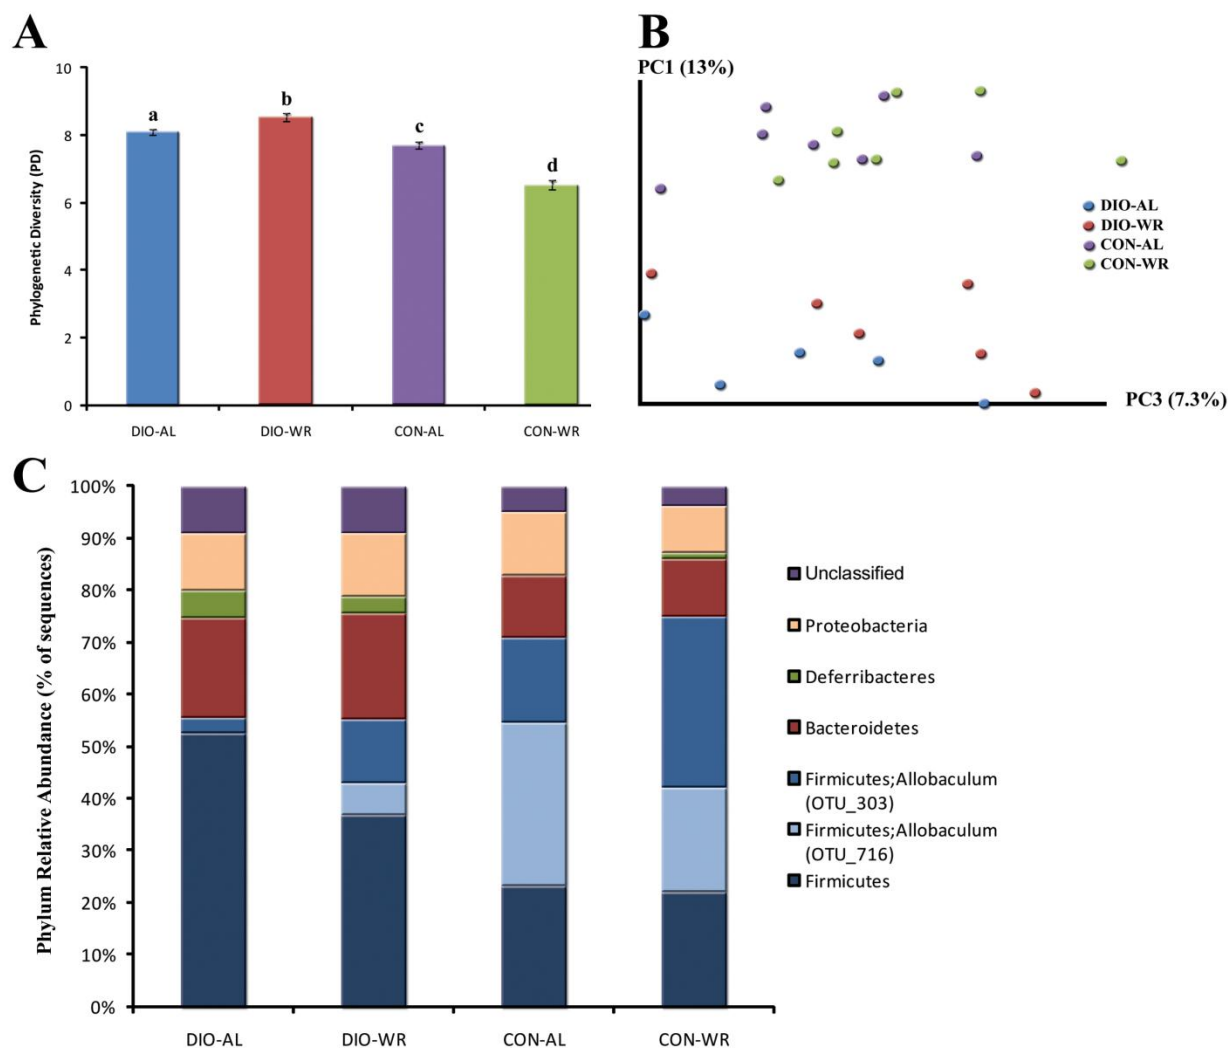 A
10
8
6
4
2
0
Phylogenetic Diversity (PD)
a
b
c
d
DIO-AL
DIO-WR
CON-AL
CON-WR
B
PC1 (13%)
DIO-AL
DIO-WR
CON-AL
CON-WR
PC3 (7.3%)
C
100%
90%
80%
70%
60%
50%
40%
30%
20%
10%
0%
Phylum Relative Abundance (% of sequences)
DIO-AL
DIO-WR
CON-AL
CON-WR
Unclassified
Proteobacteria
Deferribacteres
Bacteroidetes
Firmicutes;Allobaculum
(OTU_303)
Firmicutes;Allobaculum
(OTU_716)
Firmicutes